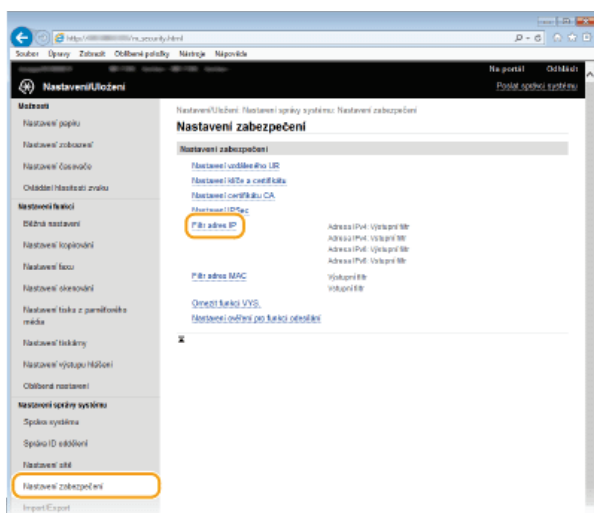 m_security.html
Soubor Úpravy Zobrazit Oblíbené položky Nástroje Nápověda
Na portál Odhlásit
Nastavení/Uložení
Poslat správci systému
Možnosti
Nastavení papíru
Nastavení zobrazení
Nastavení časovače
Ovládání hlasitosti zvuku
Nastavení funkcí
Běžná nastavení
Nastavení kopírování
Nastavení faxu
Nastavení skenování
Nastavení tisku z paměťového
média
Nastavení tiskárny
Nastavení výstupu hlášení
Oblíbená nastavení
Nastavení správy systému
Správa systému
Správa ID oddělení
Nastavení sítě
Nastavení zabezpečení
Import/Export
Nastavení/Uložení: Nastavení správy systému: Nastavení zabezpečení
Nastavení zabezpečení
Nastavení zabezpečení
Nastavení vzdáleného UR
Nastavení klíče a certifikátu
Nastavení certifikátu CA
Nastavení IPSec
Filtr adres IP
Adresa IPv4: Výstupní filtr
Adresa IPv4: Vstupní filtr
Adresa IPv6: Výstupní filtr
Adresa IPv6: Vstupní filtr
Filtr adres MAC
Výstupní filtr
Vstupní filtr
Omezit funkci VYS.
Nastavení ověření pro funkci odesílání